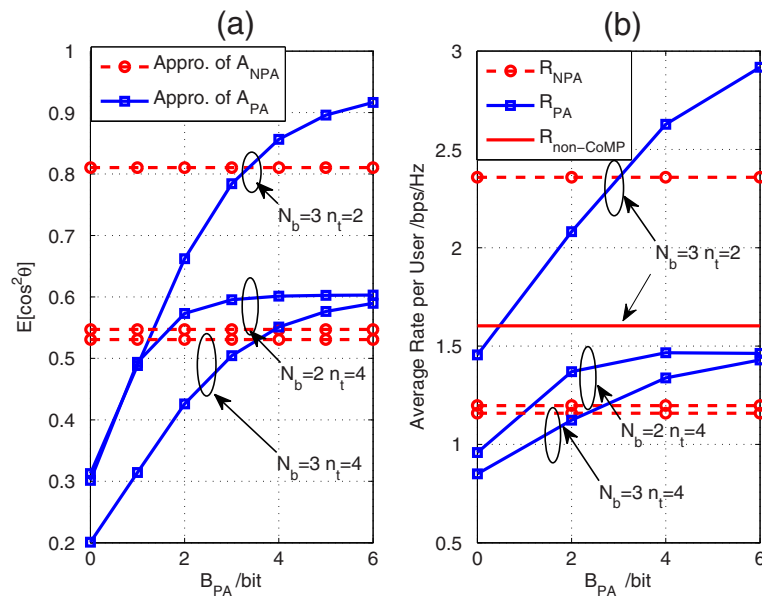 (a)
Appro. of A_NPA
Appro. of A_PA
N_b=3 n_t=2
N_b=2 n_t=4
N_b=3 n_t=4
1
0.9
0.8
0.7
0.6
0.5
0.4
0.3
0.2
E[cos²θ]
0 2 4 6
B_PA /bit
(b)
R_NPA
R_PA
R_non−CoMP
N_b=3 n_t=2
N_b=2 n_t=4
N_b=3 n_t=4
3
2.5
2
1.5
1
0.5
Average Rate per User /bps/Hz
0 2 4 6
B_PA /bit